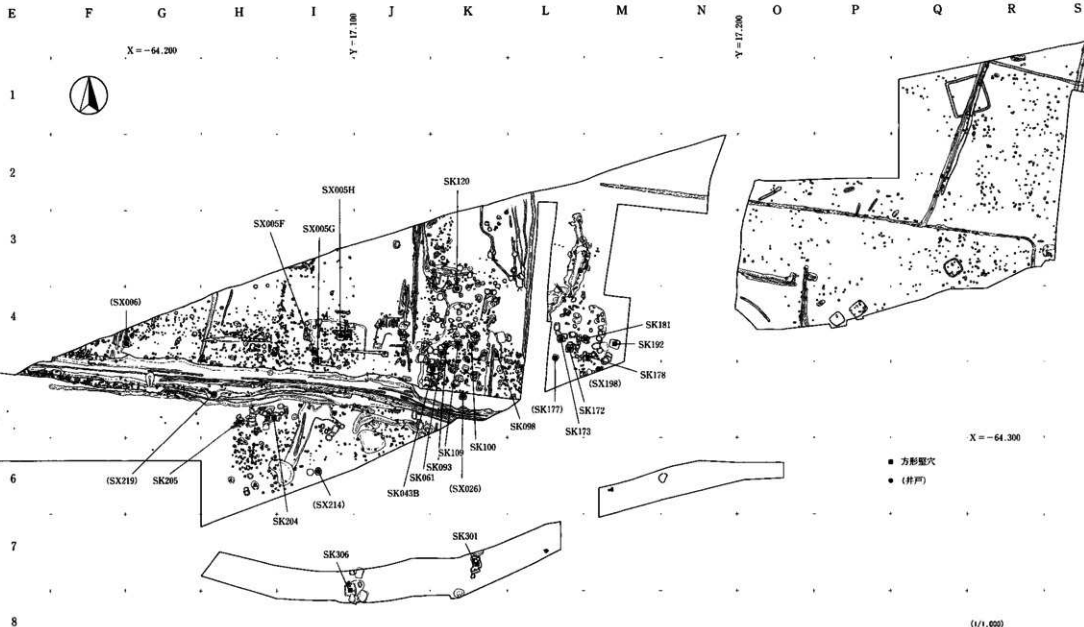 E F G H I J K L M N O P Q R S
X=-64.200
Y-17.100
Y=17.200
1
2
SX005H
SK120
SX005F
SX005G
3
(SX006)
4
SK181
SK192
SK178
(SX198)
(SK177)
SK172
SK173
SK098
SK100
SK109
SK093
SK061
(SX026)
SK043B
X=-64.300
■ 方形竪穴
● (井戸)
(SX219)
SK205
(SX214)
SK204
6
7
SK301
SK306
8
(1/1,000)